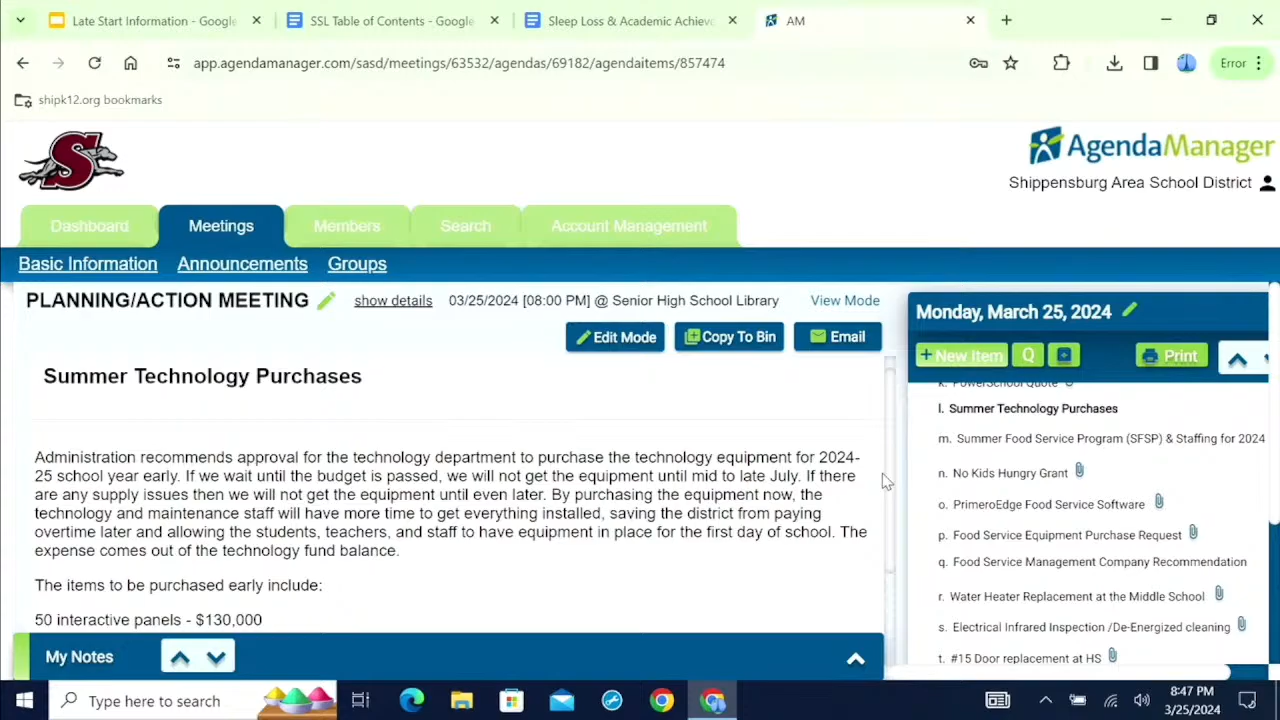 Late Start Information - Google
SSL Table of Contents - Google
Sleep Loss & Academic Achieve
AM
app.agendamanager.com/sasd/meetings/63532/agendas/69182/agendaitems/857474
Error
shipk12.org bookmarks
S
AgendaManager
Shippensburg Area School District
Dashboard
Meetings
Members
Search
Account Management
Basic Information
Announcements
Groups
PLANNING/ACTION MEETING
show details
03/25/2024 [08:00 PM] @ Senior High School Library
View Mode
Edit Mode
Copy To Bin
Email
Summer Technology Purchases
Administration recommends approval for the technology department to purchase the technology equipment for 2024-
25 school year early. If we wait until the budget is passed, we will not get the equipment until mid to late July. If there
are any supply issues then we will not get the equipment until even later. By purchasing the equipment now, the
technology and maintenance staff will have more time to get everything installed, saving the district from paying
overtime later and allowing the students, teachers, and staff to have equipment in place for the first day of school. The
expense comes out of the technology fund balance.
The items to be purchased early include:
50 interactive panels - $130,000
My Notes
Monday, March 25, 2024
+ New Item
Q
Print
k. PowerSchool Quote
l. Summer Technology Purchases
m. Summer Food Service Program (SFSP) & Staffing for 2024
n. No Kids Hungry Grant
o. PrimeroEdge Food Service Software
p. Food Service Equipment Purchase Request
q. Food Service Management Company Recommendation
r. Water Heater Replacement at the Middle School
s. Electrical Infrared Inspection /De-Energized cleaning
t. #15 Door replacement at HS
Type here to search
8:47 PM
3/25/2024